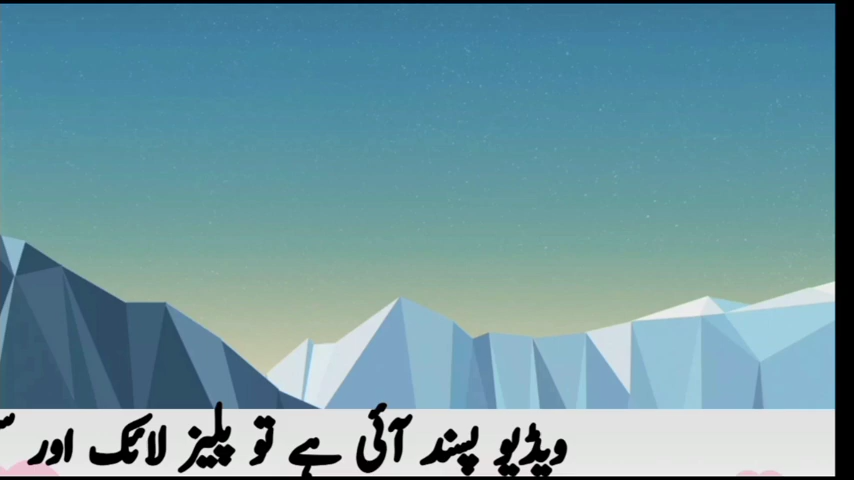 ویڈیو پسند آئی ہے تو پلیز لائک اور